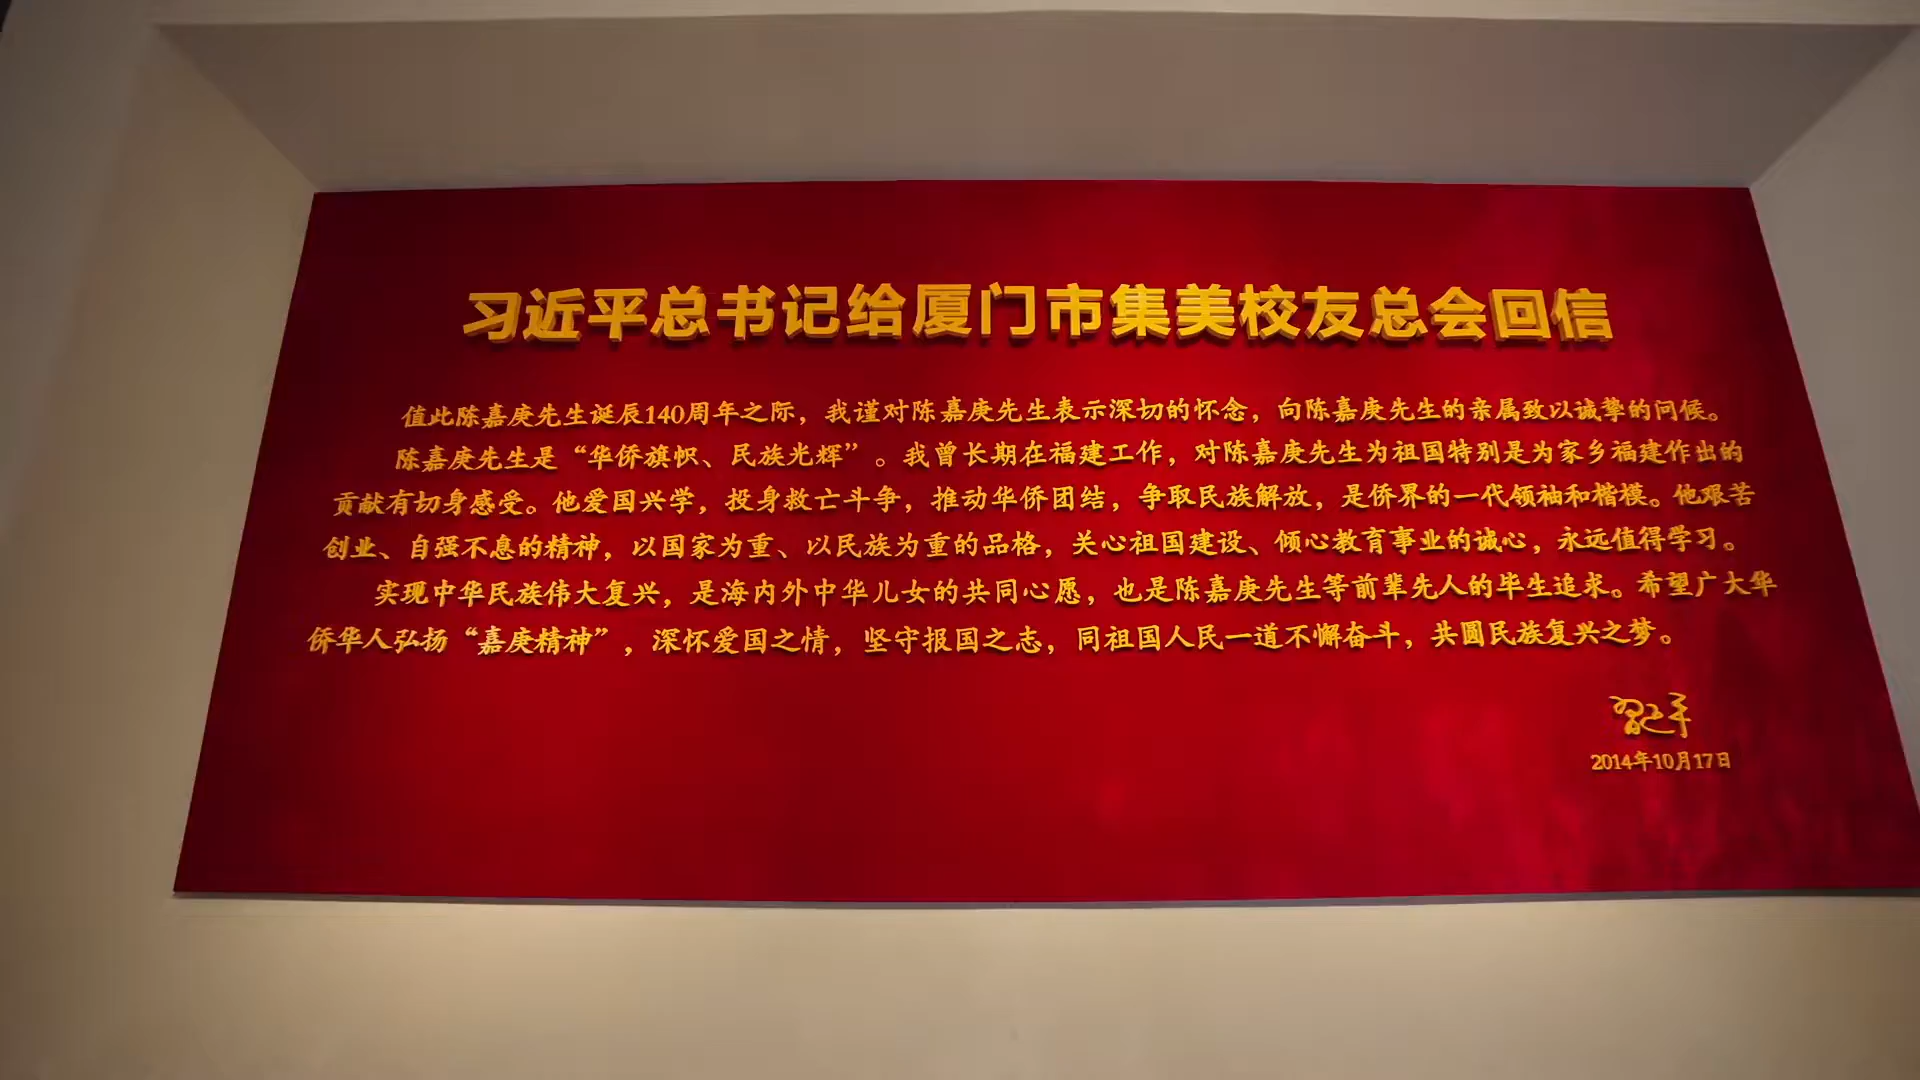 习近平总书记给厦门市集美校友总会回信
值此陈嘉庚先生诞辰140周年之际，我谨对陈嘉庚先生表示深切的怀念，向陈嘉庚先生的亲属致以诚挚的问候。
陈嘉庚先生是“华侨旗帜、民族光辉”。我曾长期在福建工作，对陈嘉庚先生为祖国特别是为家乡福建作出的
贡献有切身感受。他爱国兴学，投身救亡斗争，推动华侨团结，争取民族解放，是侨界的一代领袖和楷模。他艰苦
创业、自强不息的精神，以国家为重、以民族为重的品格，关心祖国建设、倾心教育事业的诚心，永远值得学习。
实现中华民族伟大复兴，是海内外中华儿女的共同心愿，也是陈嘉庚先生等前辈先人的毕生追求。希望广大华
侨华人弘扬“嘉庚精神”，深怀爱国之情，坚守报国之志，同祖国人民一道不懈奋斗，共圆民族复兴之梦。
习近平
2014年10月17日